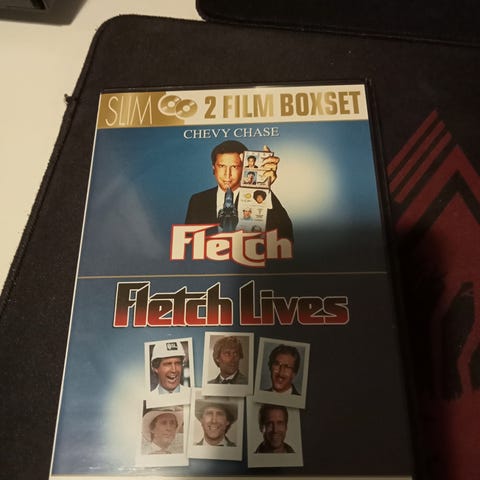 SLIM 2 FILM BOXSET
CHEVY CHASE
Fletch
Fletch Lives